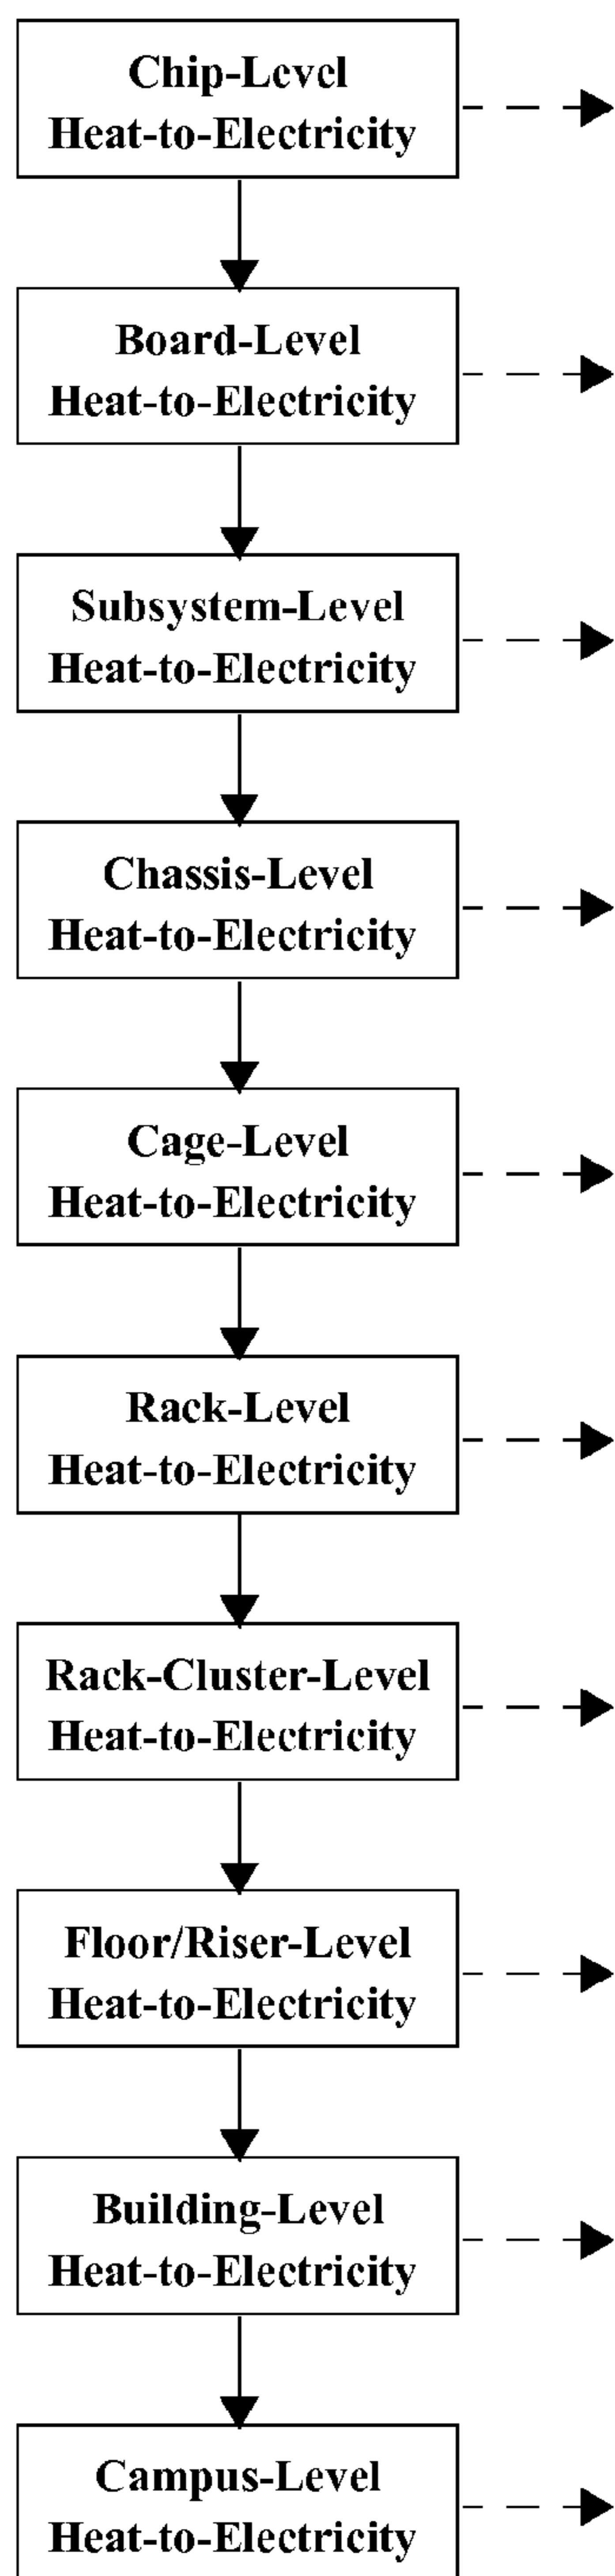 Chip-Level
Heat-to-Electricity
Board-Level
Heat-to-Electricity
Subsystem-Level
Heat-to-Electricity
Chassis-Level
Heat-to-Electricity
Cage-Level
Heat-to-Electricity
Rack-Level
Heat-to-Electricity
Rack-Cluster-Level
Heat-to-Electricity
Floor/Riser-Level
Heat-to-Electricity
Building-Level
Heat-to-Electricity
Campus-Level
Heat-to-Electricity